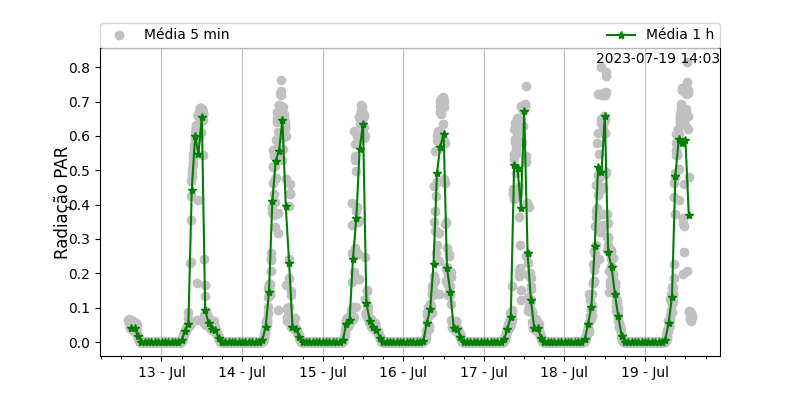 Média 5 min
Média 1 h
2023-07-19 14:03
Radiação PAR
0.8
0.7
0.6
0.5
0.4
0.3
0.2
0.1
0.0
13 - Jul
14 - Jul
15 - Jul
16 - Jul
17 - Jul
18 - Jul
19 - Jul